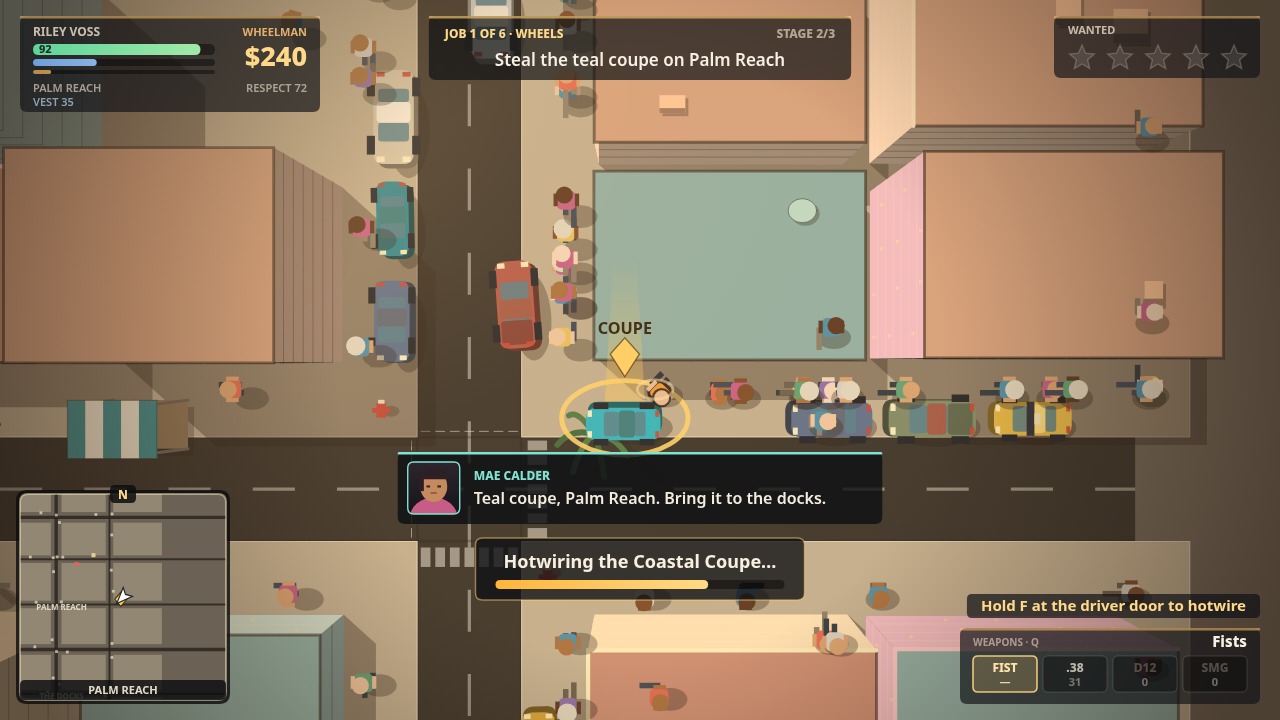 RILEY VOSS
WHEELMAN
92
$240
PALM REACH
RESPECT 72
VEST 35
JOB 1 OF 6 · WHEELS
STAGE 2/3
Steal the teal coupe on Palm Reach
WANTED
COUPE
MAE CALDER
Teal coupe, Palm Reach. Bring it to the docks.
Hotwiring the Coastal Coupe...
N
PALM REACH
THE DOCKS
PALM REACH
Hold F at the driver door to hotwire
WEAPONS · Q
Fists
FIST
—
.38
31
D12
0
SMG
0